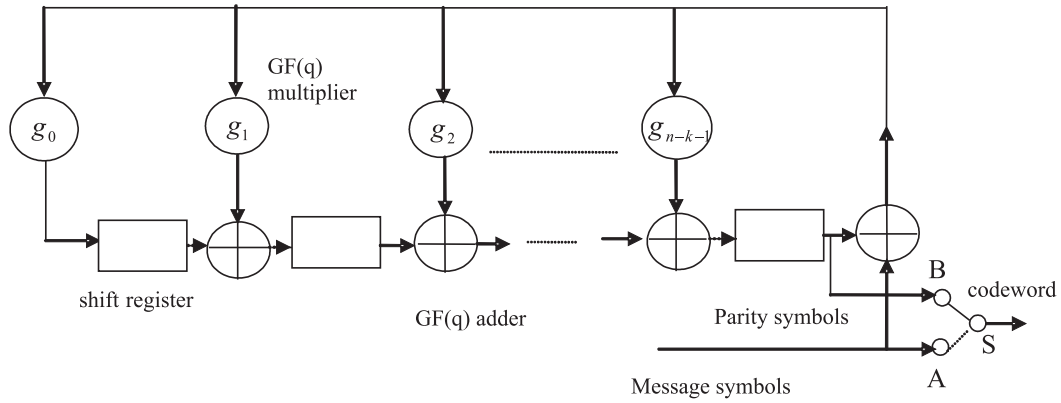 GF(q)
multiplier
g₀
g₁
g₂
gₙ₋ₖ₋₁
shift register
GF(q) adder
Parity symbols
B
codeword
S
A
Message symbols